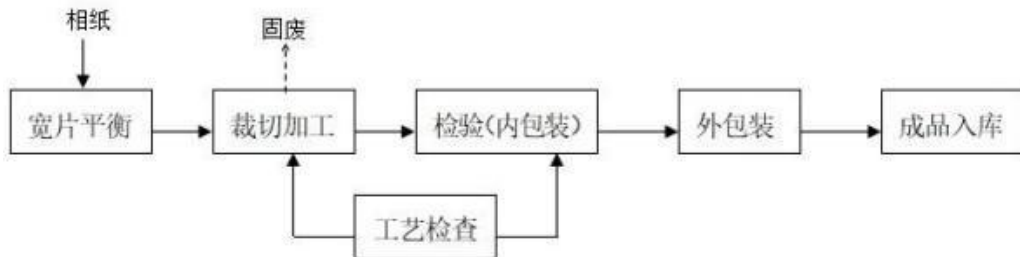 相纸
固废
宽片平衡
裁切加工
检验(内包装)
外包装
成品入库
工艺检查